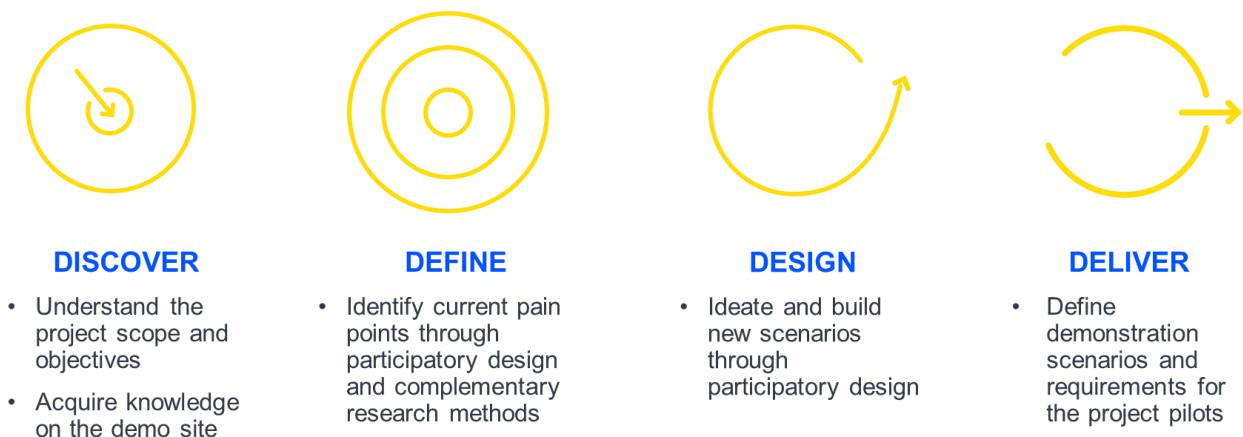 DISCOVER
• Understand the
project scope and
objectives
• Acquire knowledge
on the demo site
DEFINE
• Identify current pain
points through
participatory design
and complementary
research methods
DESIGN
• Ideate and build
new scenarios
through
participatory design
DELIVER
• Define
demonstration
scenarios and
requirements for
the project pilots